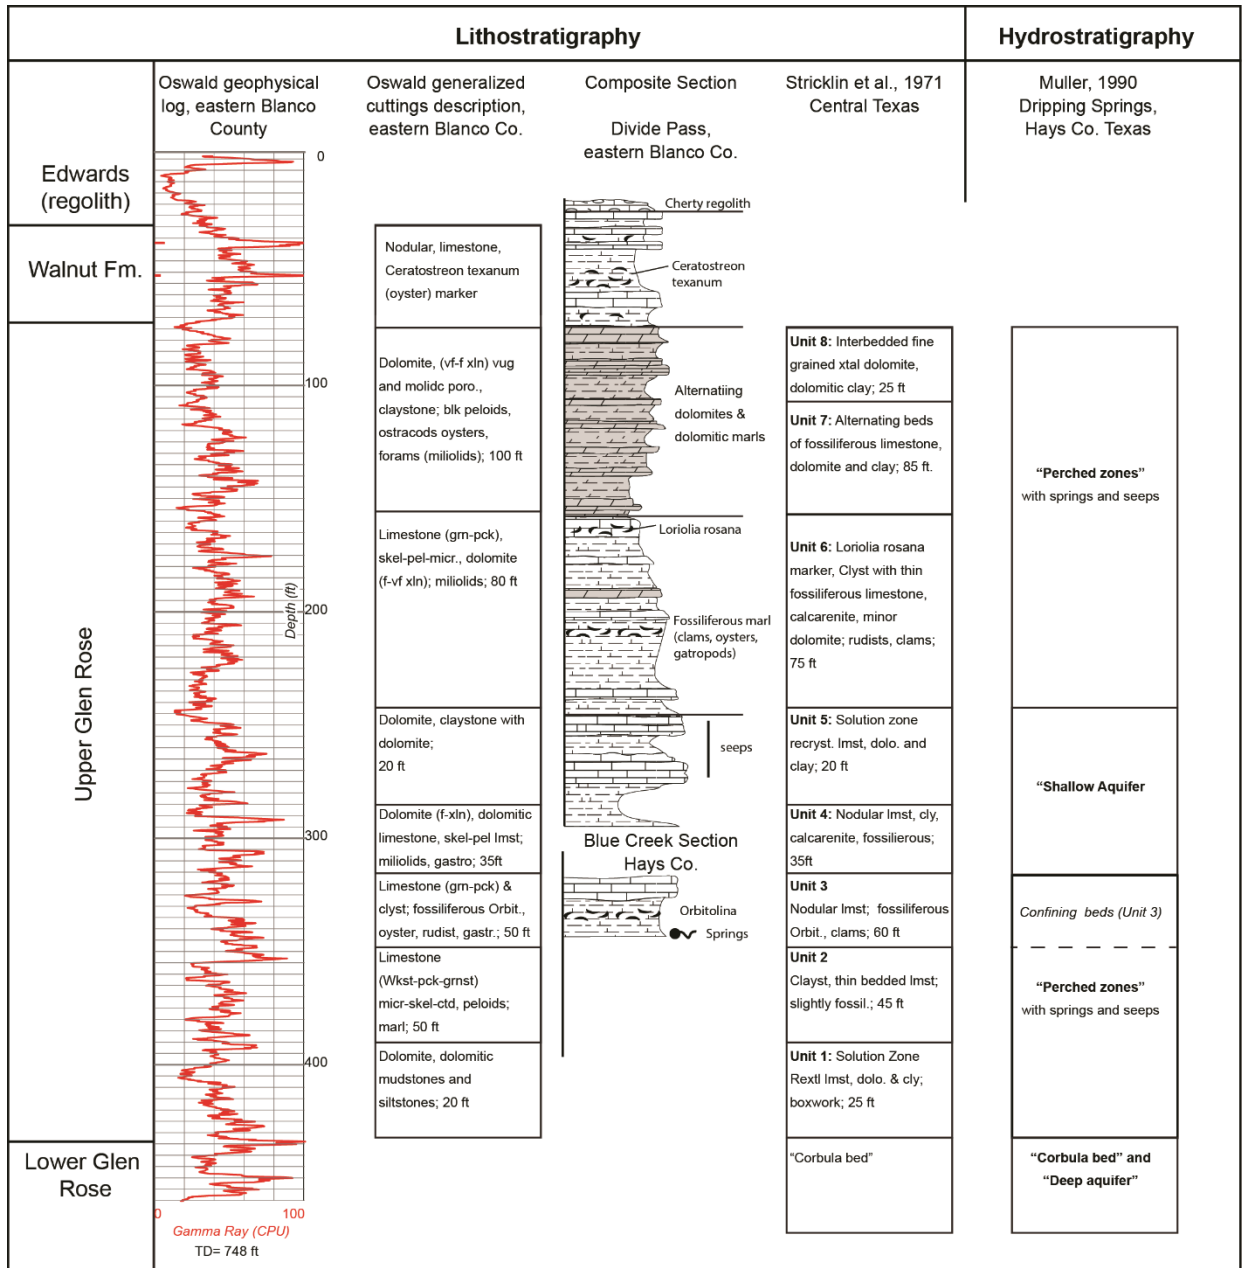 Lithostratigraphy
Hydrostratigraphy
Oswald geophysical
log, eastern Blanco
County
Oswald generalized
cuttings description,
eastern Blanco Co.
Composite Section
Divide Pass,
eastern Blanco Co.
Stricklin et al., 1971
Central Texas
Muller, 1990
Dripping Springs,
Hays Co. Texas
Edwards
(regolith)
Walnut Fm.
Upper Glen Rose
Lower Glen
Rose
0
100
200
300
400
Depth (ft)
0
100
Gamma Ray (CPU)
TD= 748 ft
Nodular, limestone,
Ceratostreon texanum
(oyster) marker
Dolomite, (vf-f xln) vug
and molidc poro.,
claystone; blk peloids,
ostracods oysters,
forams (miliolids); 100 ft
Limestone (grn-pck),
skel-pel-micr., dolomite
(f-vf xln); miliolids; 80 ft
Dolomite, claystone with
dolomite;
20 ft
Dolomite (f-xln), dolomitic
limestone, skel-pel lmst;
miliolids, gastro; 35ft
Limestone (grn-pck) &
clyst; fossiliferous Orbit.,
oyster, rudist, gastr.; 50 ft
Limestone
(Wkst-pck-grnst)
micr-skel-ctd, peloids;
marl; 50 ft
Dolomite, dolomitic
mudstones and
siltstones; 20 ft
Cherty regolith
Ceratostreon
texanum
Alternating
dolomites &
dolomitic marls
Loriolia rosana
Fossiliferous marl
(clams, oysters,
gatropods)
seeps
Blue Creek Section
Hays Co.
Orbitolina
Springs
Unit 8: Interbedded fine
grained xtal dolomite,
dolomitic clay; 25 ft
Unit 7: Alternating beds
of fossiliferous limestone,
dolomite and clay; 85 ft.
Unit 6: Loriolia rosana
marker, Clyst with thin
fossiliferous limestone,
calcarenite, minor
dolomite; rudists, clams;
75 ft
Unit 5: Solution zone
recryst. lmst, dolo. and
clay; 20 ft
Unit 4: Nodular lmst, cly,
calcarenite, fossilierous;
35ft
Unit 3
Nodular lmst; fossiliferous
Orbit., clams; 60 ft
Unit 2
Clayst, thin bedded lmst;
slightly fossil.; 45 ft
Unit 1: Solution Zone
Rextl lmst, dolo. & cly;
boxwork; 25 ft
"Corbula bed"
"Perched zones"
with springs and seeps
"Shallow Aquifer
Confining beds (Unit 3)
"Perched zones"
with springs and seeps
"Corbula bed" and
"Deep aquifer"